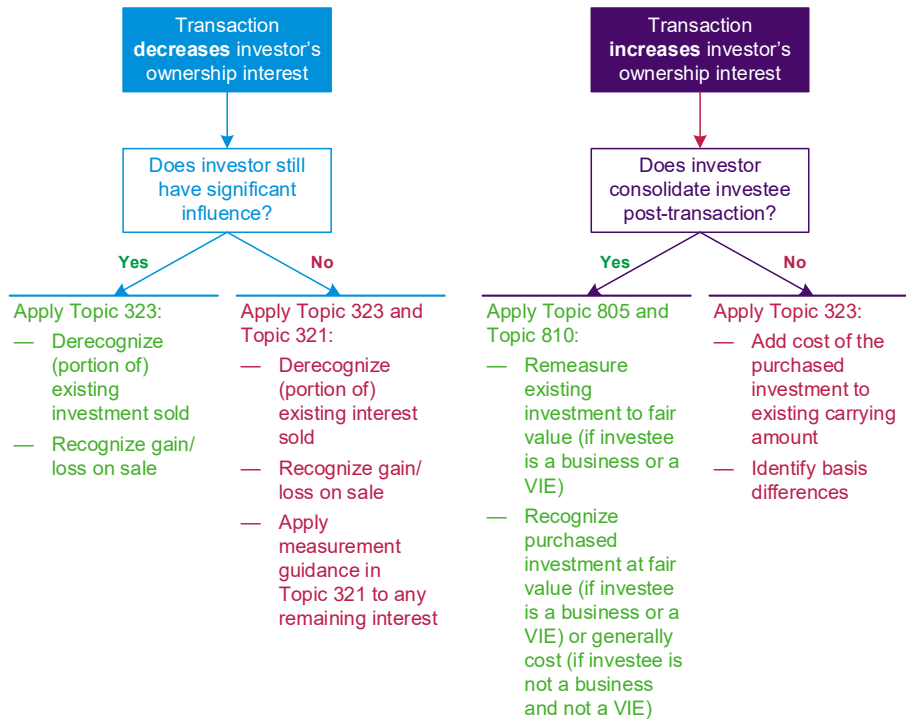 Transaction
decreases investor's
ownership interest
Does investor still
have significant
influence?
Yes
No
Apply Topic 323:
— Derecognize
(portion of)
existing
investment sold
— Recognize gain/
loss on sale
Apply Topic 323 and
Topic 321:
— Derecognize
(portion of)
existing interest
sold
— Recognize gain/
loss on sale
— Apply
measurement
guidance in
Topic 321 to any
remaining interest
Transaction
increases investor's
ownership interest
Does investor
consolidate investee
post-transaction?
Yes
No
Apply Topic 805 and
Topic 810:
— Remeasure
existing
investment to fair
value (if investee
is a business or a
VIE)
— Recognize
purchased
investment at fair
value (if investee
is a business or a
VIE) or generally
cost (if investee is
not a business
and not a VIE)
Apply Topic 323:
— Add cost of the
purchased
investment to
existing carrying
amount
— Identify basis
differences